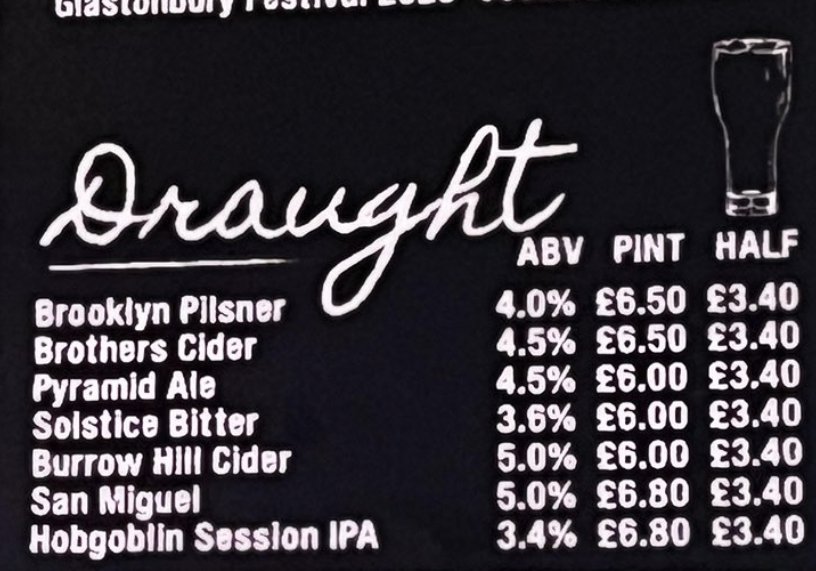 Glastonbury Festival
Draught
ABV PINT HALF
Brooklyn Pilsner 4.0% £6.50 £3.40
Brothers Cider 4.5% £6.50 £3.40
Pyramid Ale 4.5% £6.00 £3.40
Solstice Bitter 3.6% £6.00 £3.40
Burrow Hill Cider 5.0% £6.00 £3.40
San Miguel 5.0% £6.80 £3.40
Hobgoblin Session IPA 3.4% £6.80 £3.40